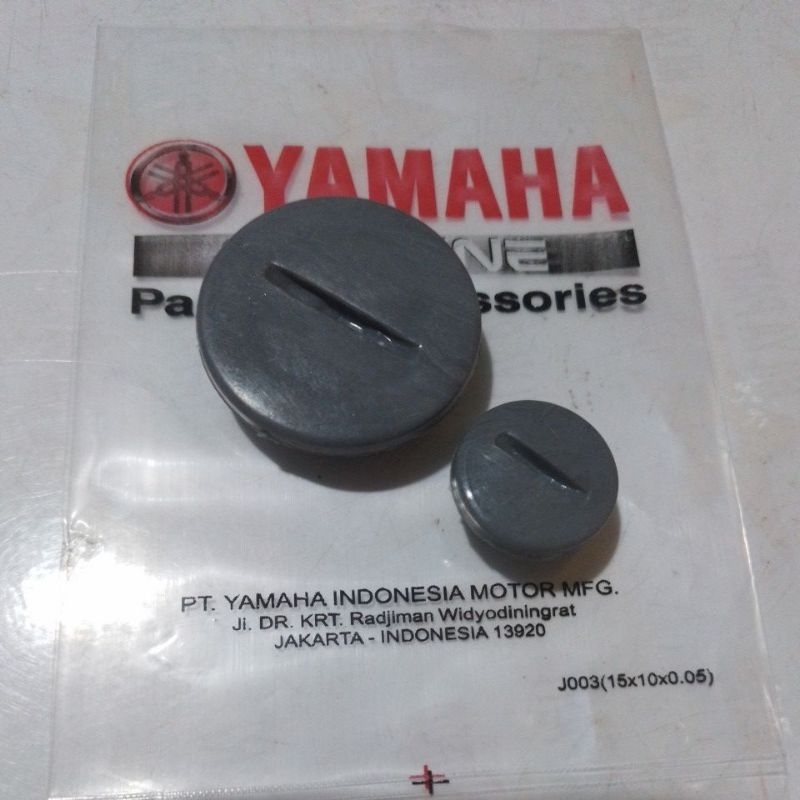 YAMAHA
PT. YAMAHA INDONESIA MOTOR MFG.
Jl. DR. KRT. Radjiman Widyodiningrat
JAKARTA - INDONESIA 13920
J003(15x10x0.05)